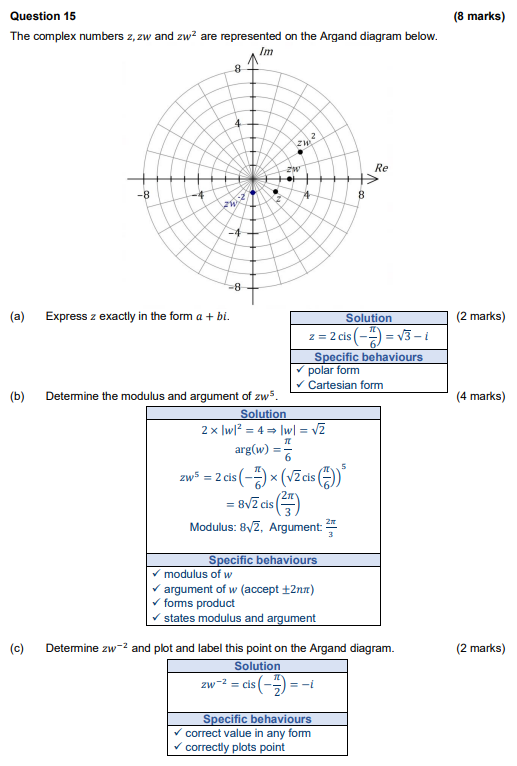 Question 15 (8 marks)
The complex numbers z, zw and zw² are represented on the Argand diagram below.
Im
8
4
zw²
zw
Re
−8
−4
4
8
z
zw⁻²
−4
−8
(a) Express z exactly in the form a + bi. (2 marks)
Solution
z = 2 cis(−π/6) = √3 − i
Specific behaviours
✓ polar form
✓ Cartesian form
(b) Determine the modulus and argument of zw⁵. (4 marks)
Solution
2 × |w|² = 4 ⇒ |w| = √2
arg(w) = π/6
zw⁵ = 2 cis(−π/6) × (√2 cis(π/6))⁵
= 8√2 cis(2π/3)
Modulus: 8√2, Argument: 2π/3
Specific behaviours
✓ modulus of w
✓ argument of w (accept ±2nπ)
✓ forms product
✓ states modulus and argument
(c) Determine zw⁻² and plot and label this point on the Argand diagram. (2 marks)
Solution
zw⁻² = cis(−π/2) = −i
Specific behaviours
✓ correct value in any form
✓ correctly plots point